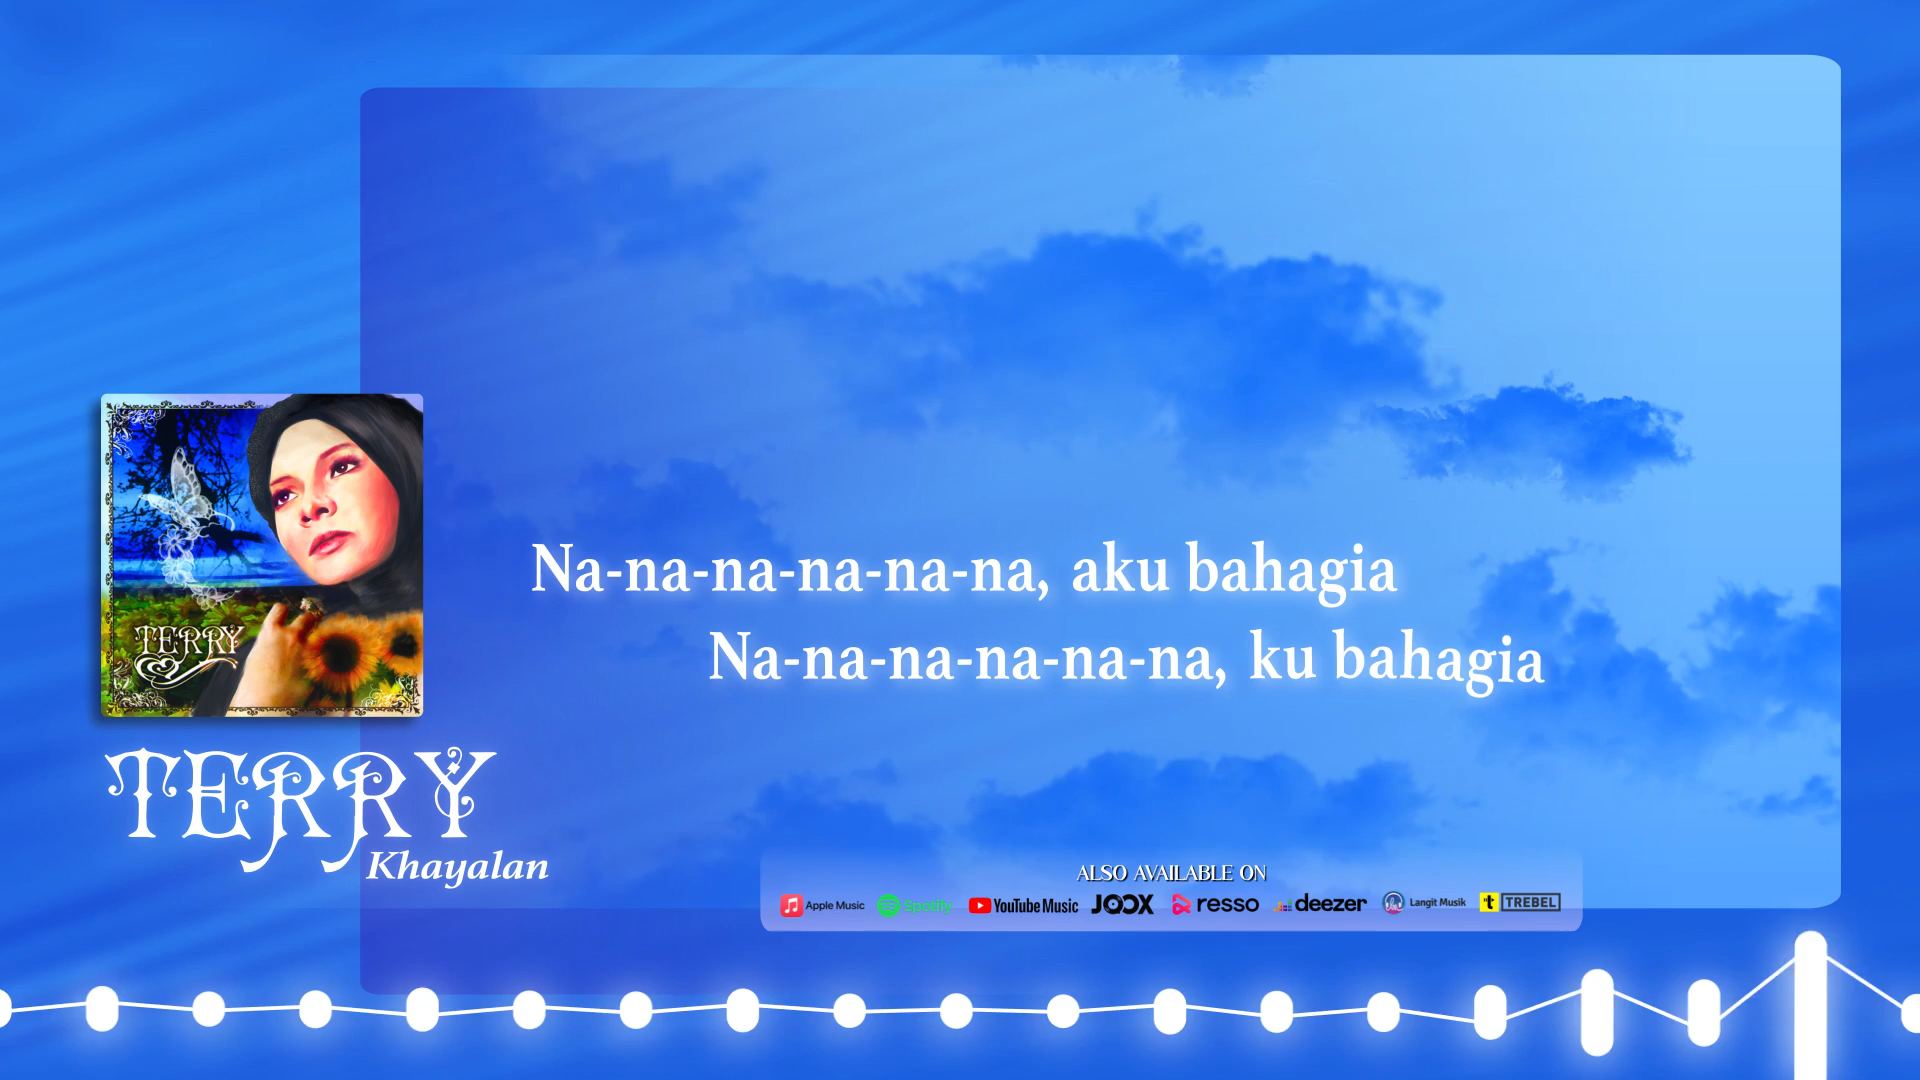 Na-na-na-na-na-na, aku bahagia
Na-na-na-na-na-na, ku bahagia
TERRY
TERRY
Khayalan
ALSO AVAILABLE ON
Apple Music Spotify YouTube Music JOOX resso deezer Langit Musik t TREBEL